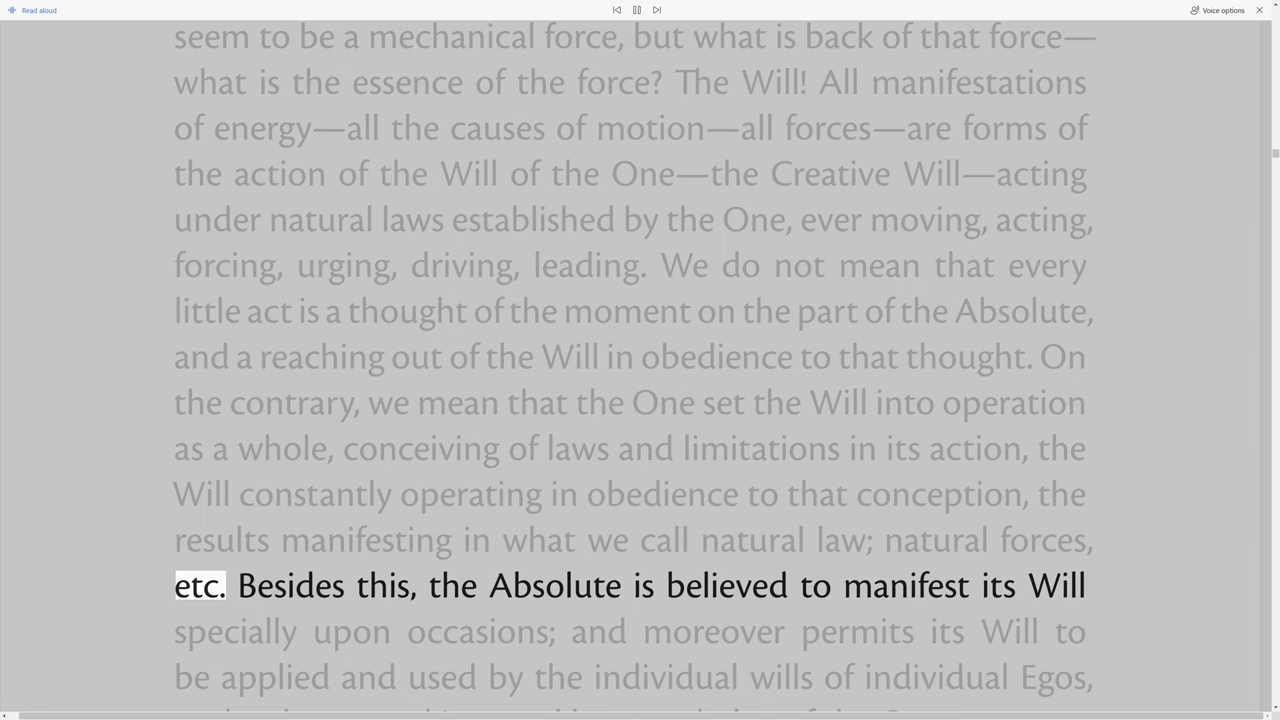 Read aloud
Voice options
seem to be a mechanical force, but what is back of that force—
what is the essence of the force? The Will! All manifestations
of energy—all the causes of motion—all forces—are forms of
the action of the Will of the One—the Creative Will—acting
under natural laws established by the One, ever moving, acting,
forcing, urging, driving, leading. We do not mean that every
little act is a thought of the moment on the part of the Absolute,
and a reaching out of the Will in obedience to that thought. On
the contrary, we mean that the One set the Will into operation
as a whole, conceiving of laws and limitations in its action, the
Will constantly operating in obedience to that conception, the
results manifesting in what we call natural law; natural forces,
etc. Besides this, the Absolute is believed to manifest its Will
specially upon occasions; and moreover permits its Will to
be applied and used by the individual wills of individual Egos,